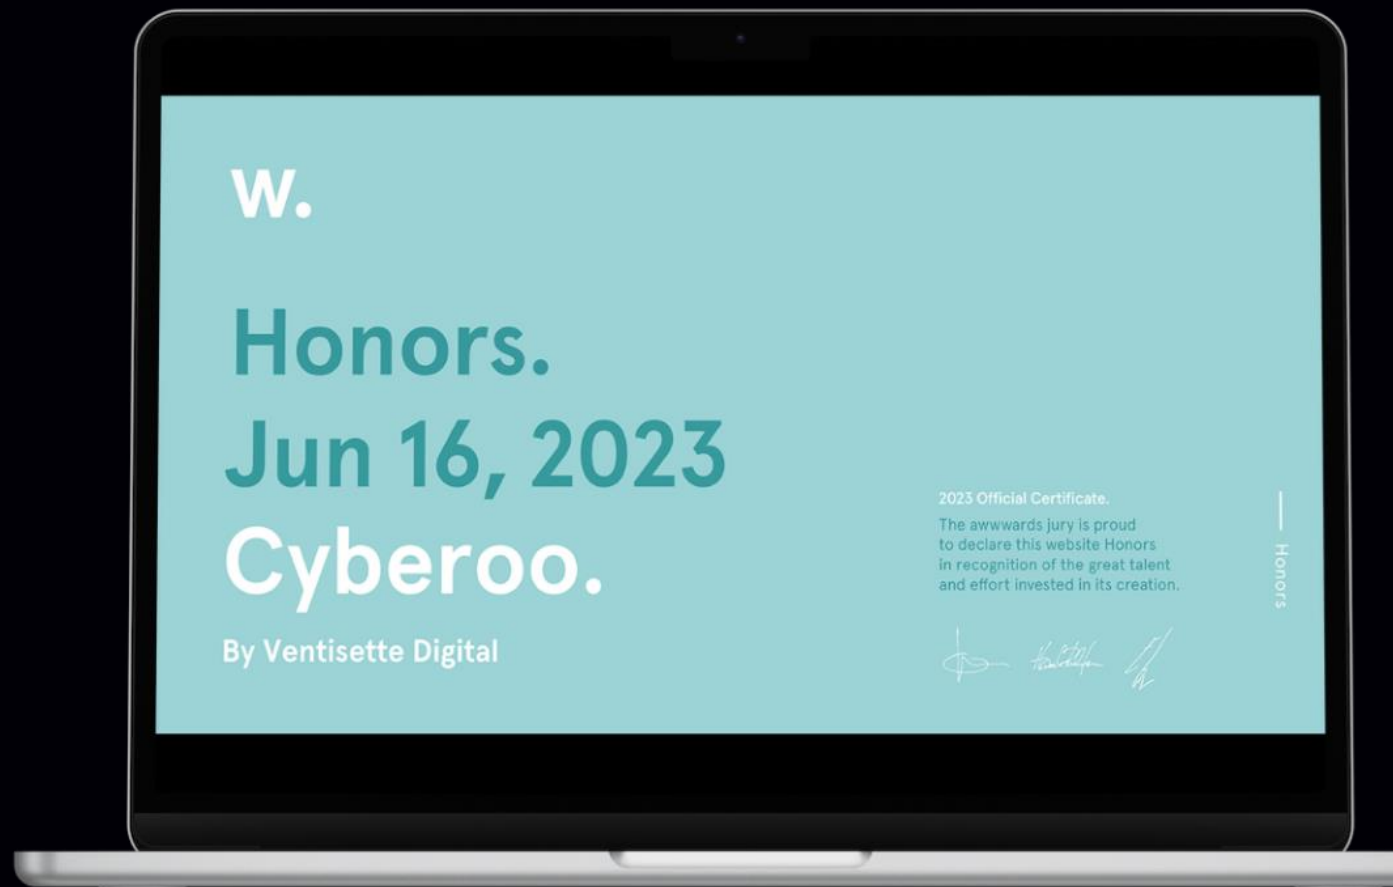 W.
Honors.
Jun 16, 2023
Cyberoo.
By Ventisette Digital
2023 Official Certificate.
The awwwards jury is proud
to declare this website Honors
in recognition of the great talent
and effort invested in its creation.
Honors